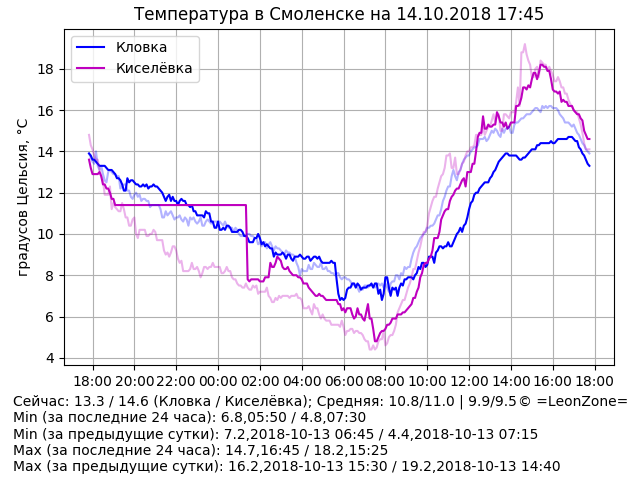 Температура в Смоленске на 14.10.2018 17:45
Кловка
Киселёвка
градусов Цельсия, °C
18
16
14
12
10
8
6
4
18:00 20:00 22:00 00:00 02:00 04:00 06:00 08:00 10:00 12:00 14:00 16:00 18:00
Сейчас: 13.3 / 14.6 (Кловка / Киселёвка); Средняя: 10.8/11.0 | 9.9/9.5© =LeonZone=
Min (за последние 24 часа): 6.8,05:50 / 4.8,07:30
Min (за предыдущие сутки): 7.2,2018-10-13 06:45 / 4.4,2018-10-13 07:15
Max (за последние 24 часа): 14.7,16:45 / 18.2,15:25
Max (за предыдущие сутки): 16.2,2018-10-13 15:30 / 19.2,2018-10-13 14:40